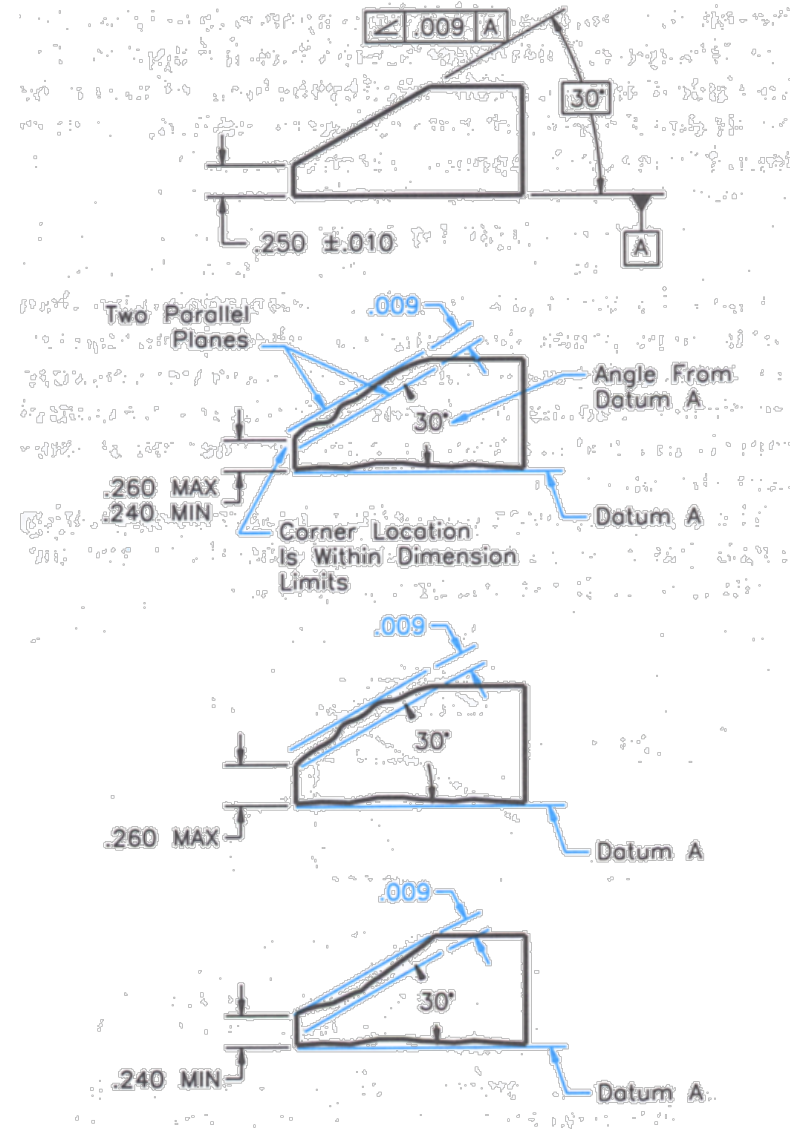 ∠ .009 A
30°
.250 ±.010
A
.009
Two Parallel
Planes
Angle From
Datum A
30°
.260 MAX
.240 MIN
Datum A
Corner Location
Is Within Dimension
Limits
.009
30°
.260 MAX
Datum A
.009
30°
.240 MIN
Datum A